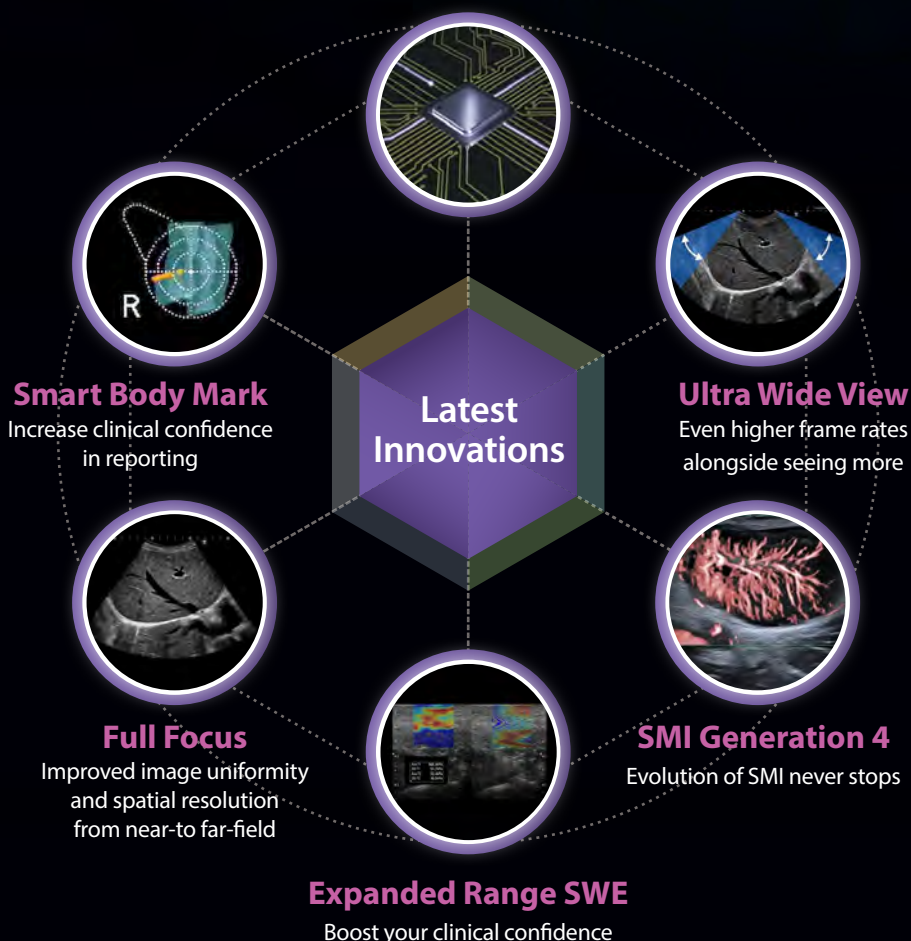 R
Smart Body Mark
Increase clinical confidence
in reporting
Latest
Innovations
Ultra Wide View
Even higher frame rates
alongside seeing more
Full Focus
Improved image uniformity
and spatial resolution
from near-to far-field
SMI Generation 4
Evolution of SMI never stops
Expanded Range SWE
Boost your clinical confidence